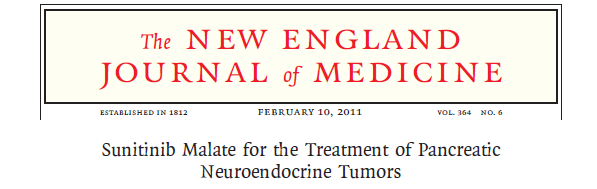 The NEW ENGLAND
JOURNAL of MEDICINE
ESTABLISHED IN 1812 FEBRUARY 10, 2011 VOL. 364 NO. 6
Sunitinib Malate for the Treatment of Pancreatic
Neuroendocrine Tumors